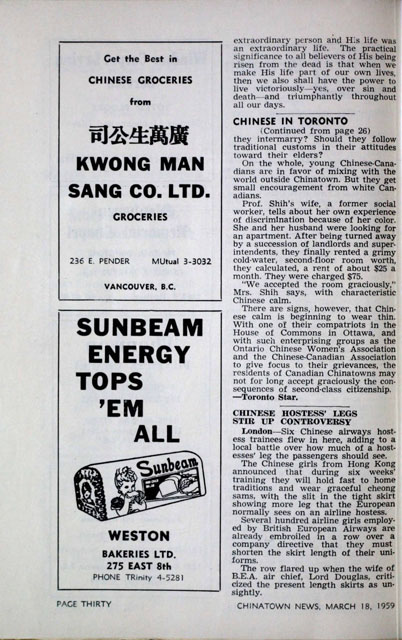 Get the Best in
CHINESE GROCERIES
from
司公生萬廣
KWONG MAN
SANG CO. LTD.
GROCERIES
236 E. PENDER MUtual 3-3032
VANCOUVER, B.C.
SUNBEAM
ENERGY
TOPS
'EM
ALL
Sunbeam
WESTON
BAKERIES LTD.
275 EAST 8th
PHONE TRinity 4-5281
extraordinary person and His life was
an extraordinary life. The practical
significance to all believers of His being
risen from the dead is that when we
make His life part of our own lives,
then we also shall have the power to
live victoriously—yes, over sin and
death—and triumphantly throughout
all our days.
CHINESE IN TORONTO
(Continued from page 26)
they intermarry? Should they follow
traditional customs in their attitudes
toward their elders?
On the whole, young Chinese-Cana-
dians are in favor of mixing with the
world outside Chinatown. But they get
small encouragement from white Can-
adians.
Prof. Shih's wife, a former social
worker, tells about her own experience
of discrimination because of her color.
She and her husband were looking for
an apartment. After being turned away
by a succession of landlords and super-
intendents, they finally rented a grimy
cold-water, second-floor room worth,
they calculated, a rent of about $25 a
month. They were charged $75.
"We accepted the room graciously,"
Mrs. Shih says, with characteristic
Chinese calm.
There are signs, however, that Chin-
ese calm is beginning to wear thin.
With one of their compatriots in the
House of Commons in Ottawa, and
with such enterprising groups as the
Ontario Chinese Women's Association
and the Chinese-Canadian Association
to give focus to their grievances, the
residents of Canadian Chinatowns may
not for long accept graciously the con-
sequences of second-class citizenship.
—Toronto Star.
CHINESE HOSTESS' LEGS
STIR UP CONTROVERSY
London—Six Chinese airways host-
ess trainees flew in here, adding to a
local battle over how much of a host-
esses' leg the passengers should see.
The Chinese girls from Hong Kong
announced that during six weeks'
training they will hold fast to home
traditions and wear graceful cheong
sams, with the slit in the tight skirt
showing more leg that the European
normally sees on an airline hostess.
Several hundred airline girls employ-
ed by British European Airways are
already embroiled in a row over a
company directive that they must
shorten the skirt length of their uni-
forms.
The row flared up when the wife of
B.E.A. air chief, Lord Douglas, criti-
cized the present length skirts as un-
sightly.
PAGE THIRTY
CHINATOWN NEWS, MARCH 18, 1959